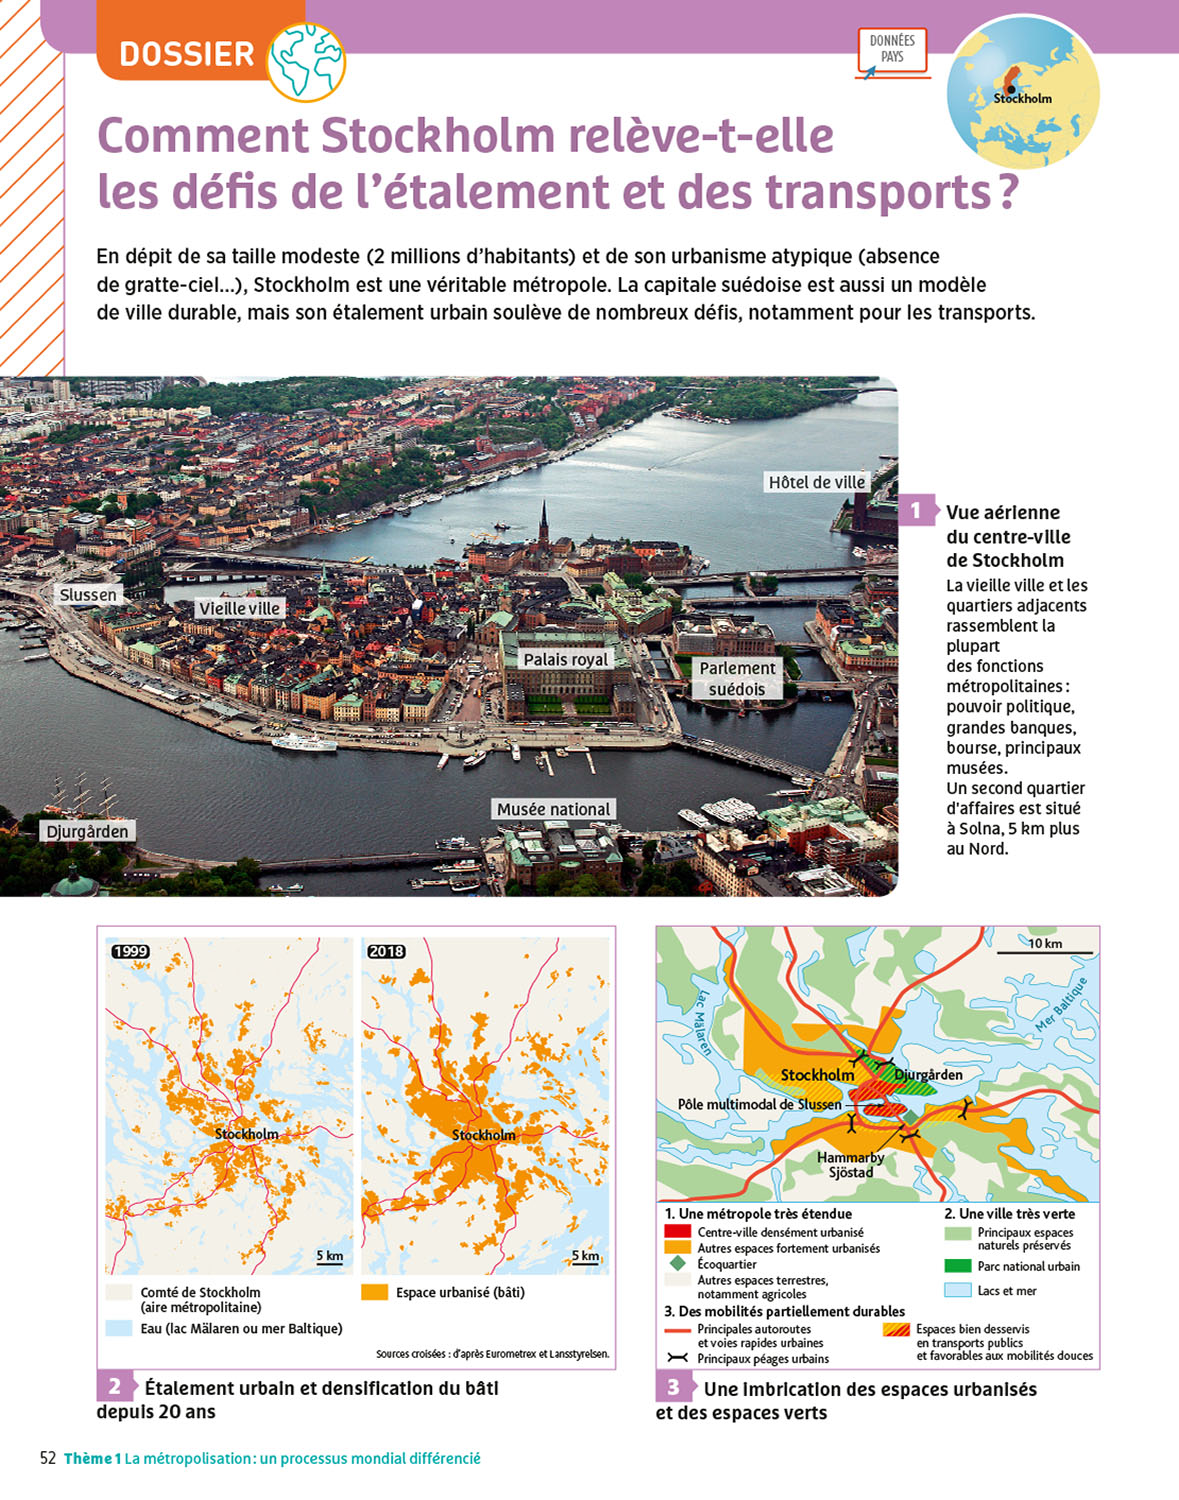 DOSSIER
DONNÉES
PAYS
Stockholm
Comment Stockholm relève-t-elle
les défis de l'étalement et des transports ?
En dépit de sa taille modeste (2 millions d'habitants) et de son urbanisme atypique (absence
de gratte-ciel...), Stockholm est une véritable métropole. La capitale suédoise est aussi un modèle
de ville durable, mais son étalement urbain soulève de nombreux défis, notamment pour les transports.
Hôtel de ville
Slussen
Vieille ville
Palais royal
Parlement
suédois
Musée national
Djurgården
1 Vue aérienne
du centre-ville
de Stockholm
La vieille ville et les
quartiers adjacents
rassemblent la
plupart
des fonctions
métropolitaines :
pouvoir politique,
grandes banques,
bourse, principaux
musées.
Un second quartier
d'affaires est situé
à Solna, 5 km plus
au Nord.
1999
Stockholm
5 km
2018
Stockholm
5 km
Comté de Stockholm
(aire métropolitaine)
Eau (lac Mälaren ou mer Baltique)
Espace urbanisé (bâti)
Sources croisées : d'après Eurometrex et Lansstyrelsen.
2 Étalement urbain et densification du bâti
depuis 20 ans
10 km
Lac Mälaren
Mer Baltique
Stockholm
Djurgården
Pôle multimodal de Slussen
Hammarby
Sjöstad
1. Une métropole très étendue
Centre-ville densément urbanisé
Autres espaces fortement urbanisés
Écoquartier
Autres espaces terrestres,
notamment agricoles
2. Une ville très verte
Principaux espaces
naturels préservés
Parc national urbain
Lacs et mer
3. Des mobilités partiellement durables
Principales autoroutes
et voies rapides urbaines
Principaux péages urbains
Espaces bien desservis
en transports publics
et favorables aux mobilités douces
3 Une imbrication des espaces urbanisés
et des espaces verts
52 Thème 1 La métropolisation : un processus mondial différencié